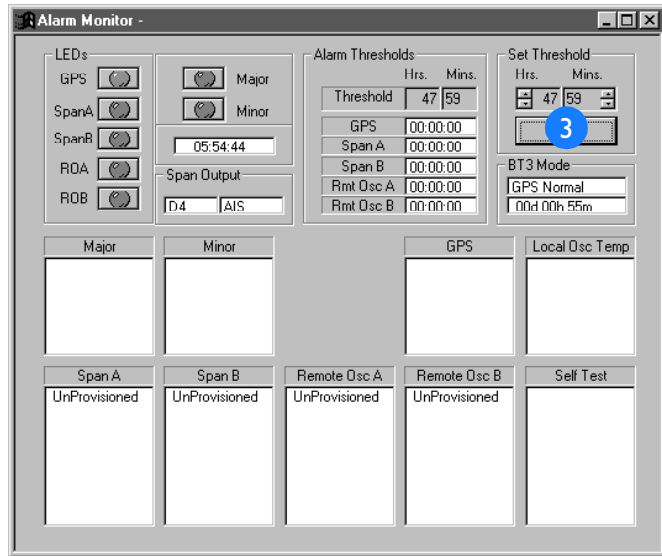 Alarm Monitor -
LEDs
GPS
SpanA
SpanB
ROA
ROB
Major
Minor
05:54:44
Span Output
D4 AIS
Alarm Thresholds
Hrs. Mins.
Threshold 47 59
GPS 00:00:00
Span A 00:00:00
Span B 00:00:00
Rmt Osc A 00:00:00
Rmt Osc B 00:00:00
Set Threshold
Hrs. Mins.
47 59
3
BT3 Mode
GPS Normal
00d 00h 55m
Major Minor GPS Local Osc Temp
Span A Span B Remote Osc A Remote Osc B Self Test
UnProvisioned UnProvisioned UnProvisioned UnProvisioned